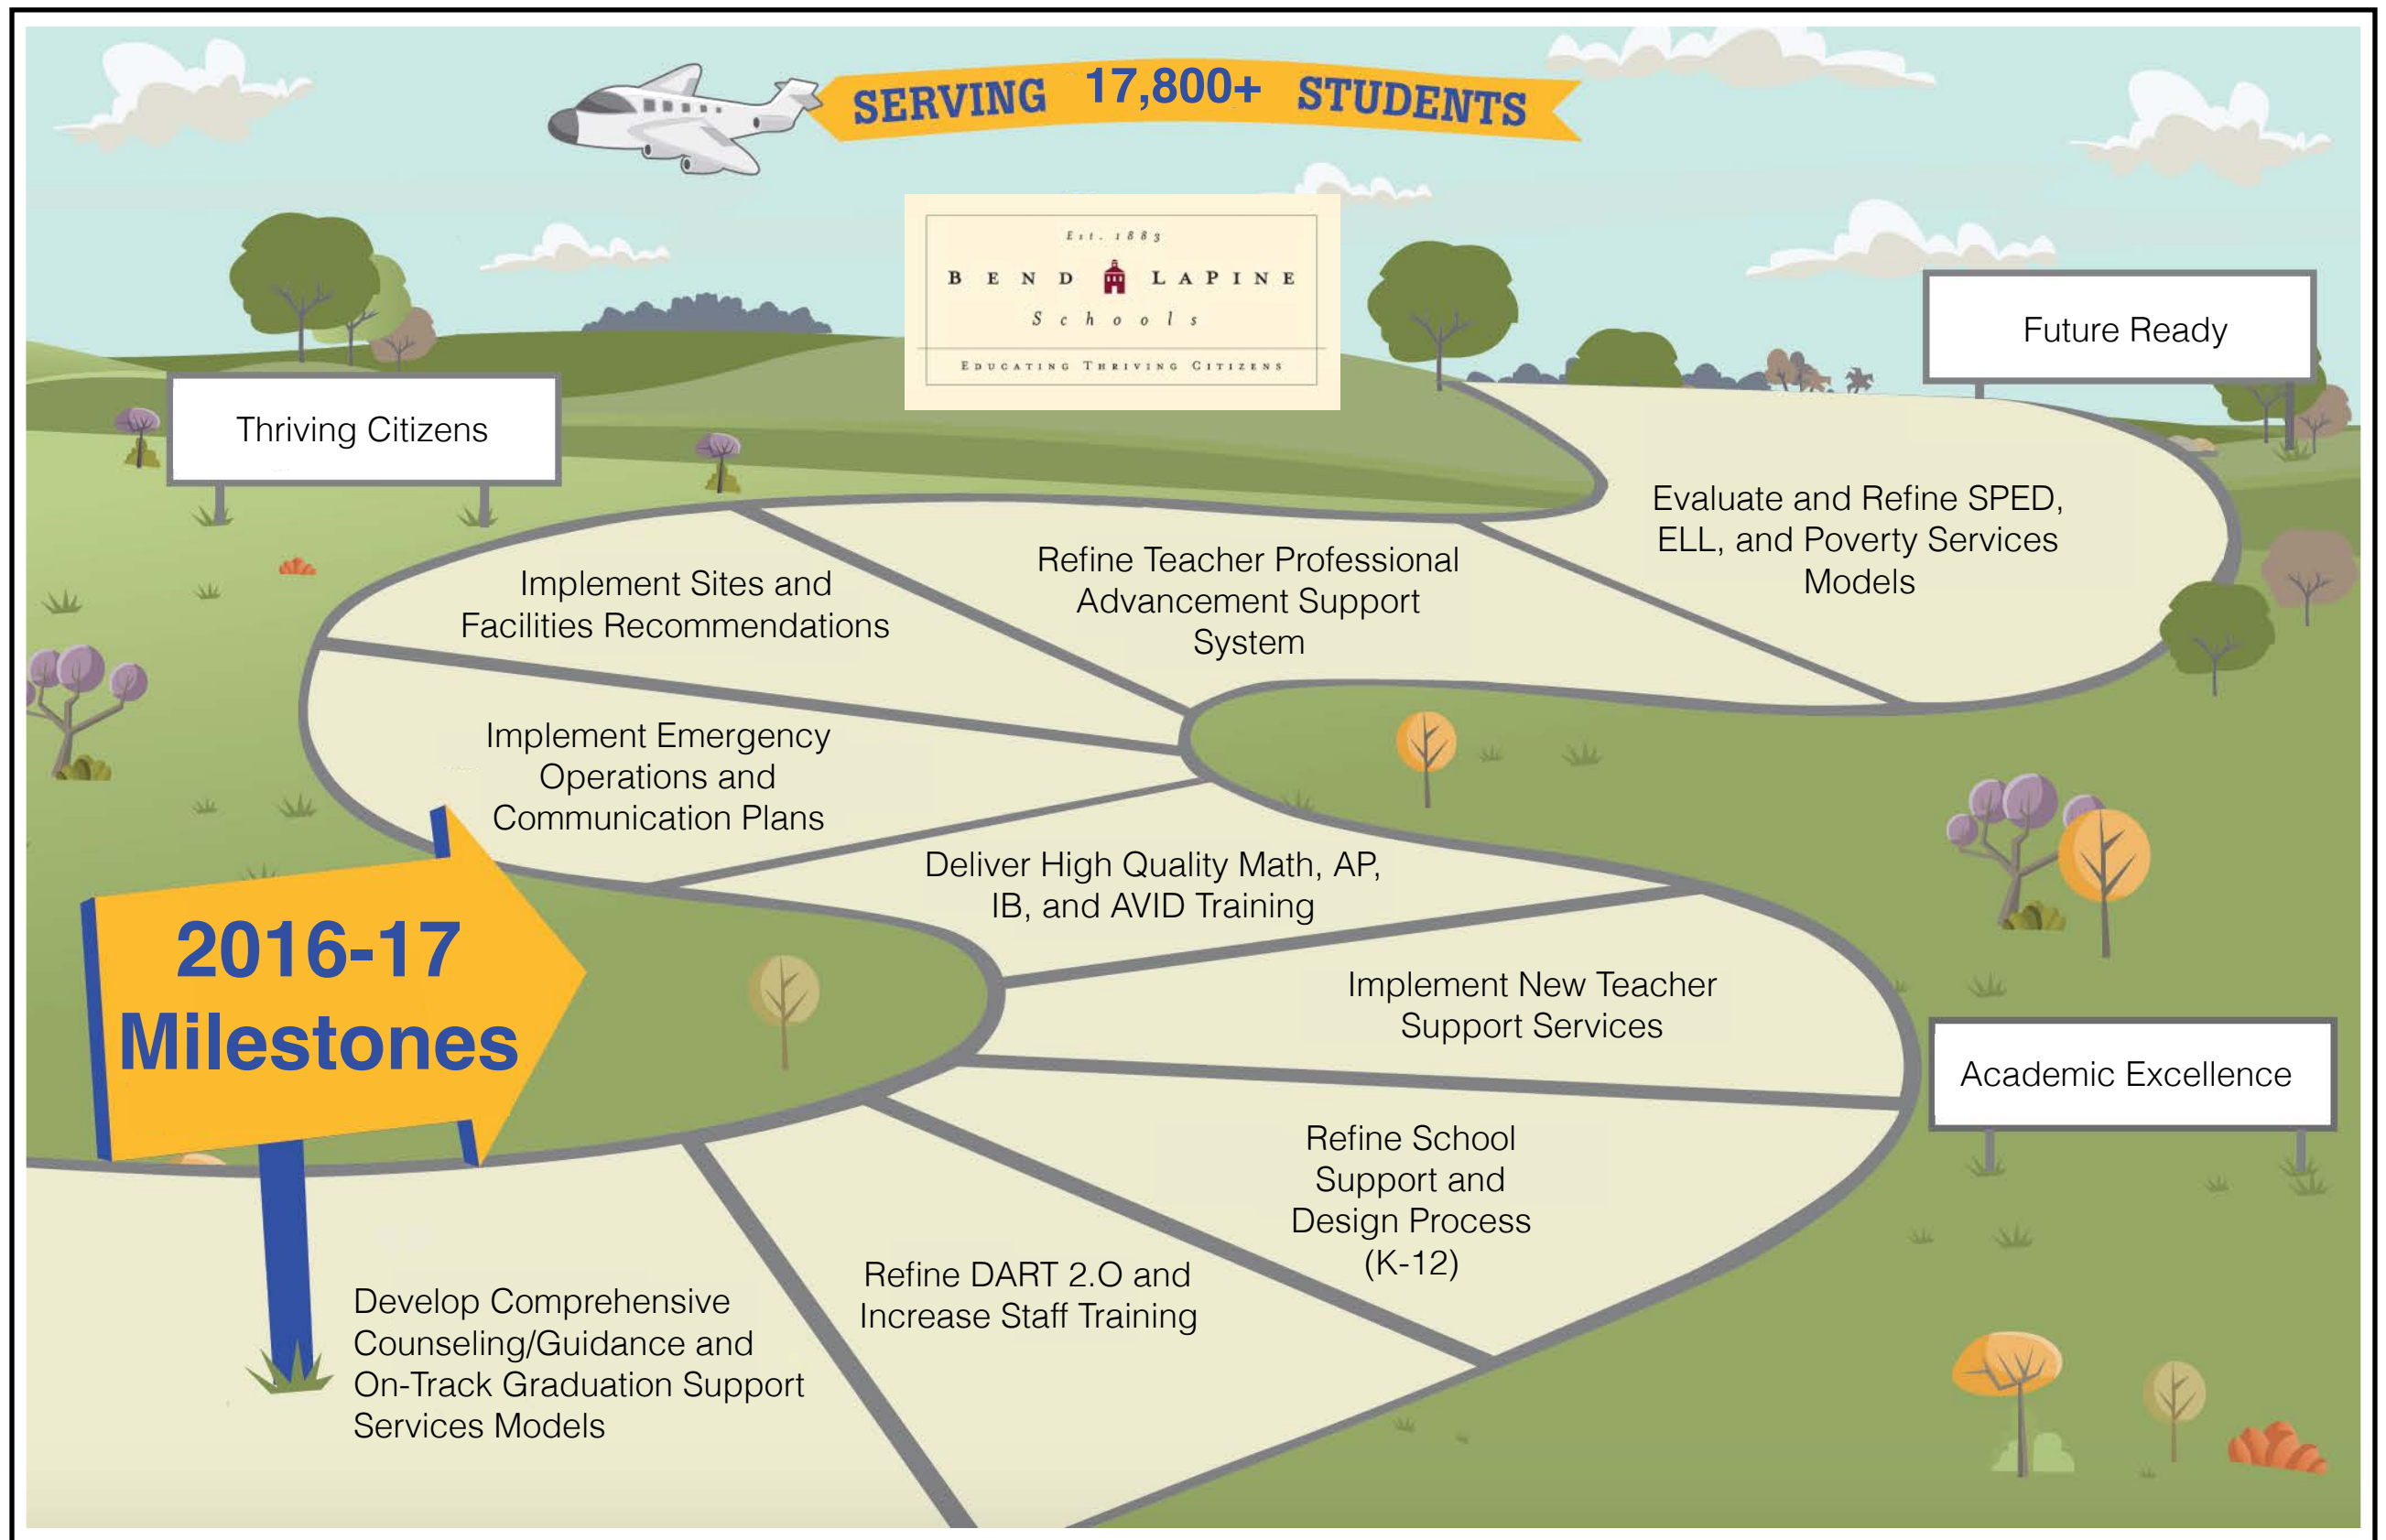 SERVING 17,800+ STUDENTS
Est. 1883
BEND LAPINE
Schools
EDUCATING THRIVING CITIZENS
Future Ready
Thriving Citizens
Evaluate and Refine SPED,
ELL, and Poverty Services
Models
Refine Teacher Professional
Advancement Support
System
Implement Sites and
Facilities Recommendations
Implement Emergency
Operations and
Communication Plans
Deliver High Quality Math, AP,
IB, and AVID Training
2016-17
Milestones
Implement New Teacher
Support Services
Academic Excellence
Refine School
Support and
Design Process
(K-12)
Refine DART 2.O and
Increase Staff Training
Develop Comprehensive
Counseling/Guidance and
On-Track Graduation Support
Services Models